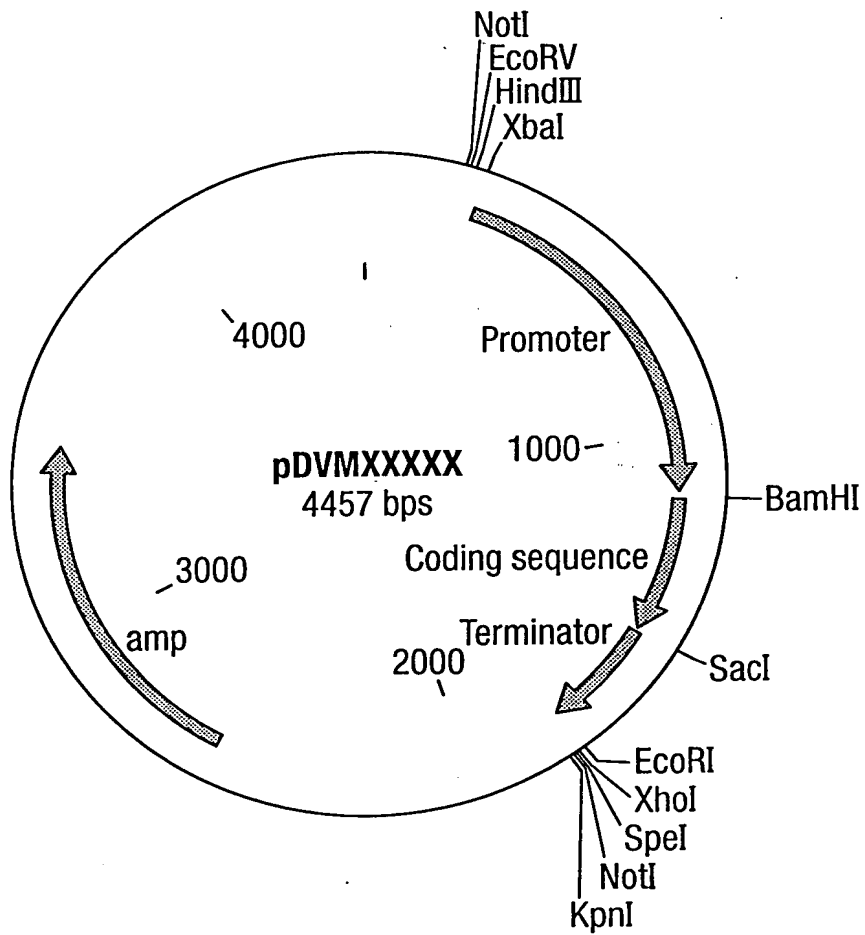 NotI
EcoRV
HindIII
XbaI
4000
Promoter
1000
pDVMXXXXX
4457 bps
BamHI
Coding sequence
3000
Terminator
amp
2000
SacI
EcoRI
XhoI
SpeI
NotI
KpnI